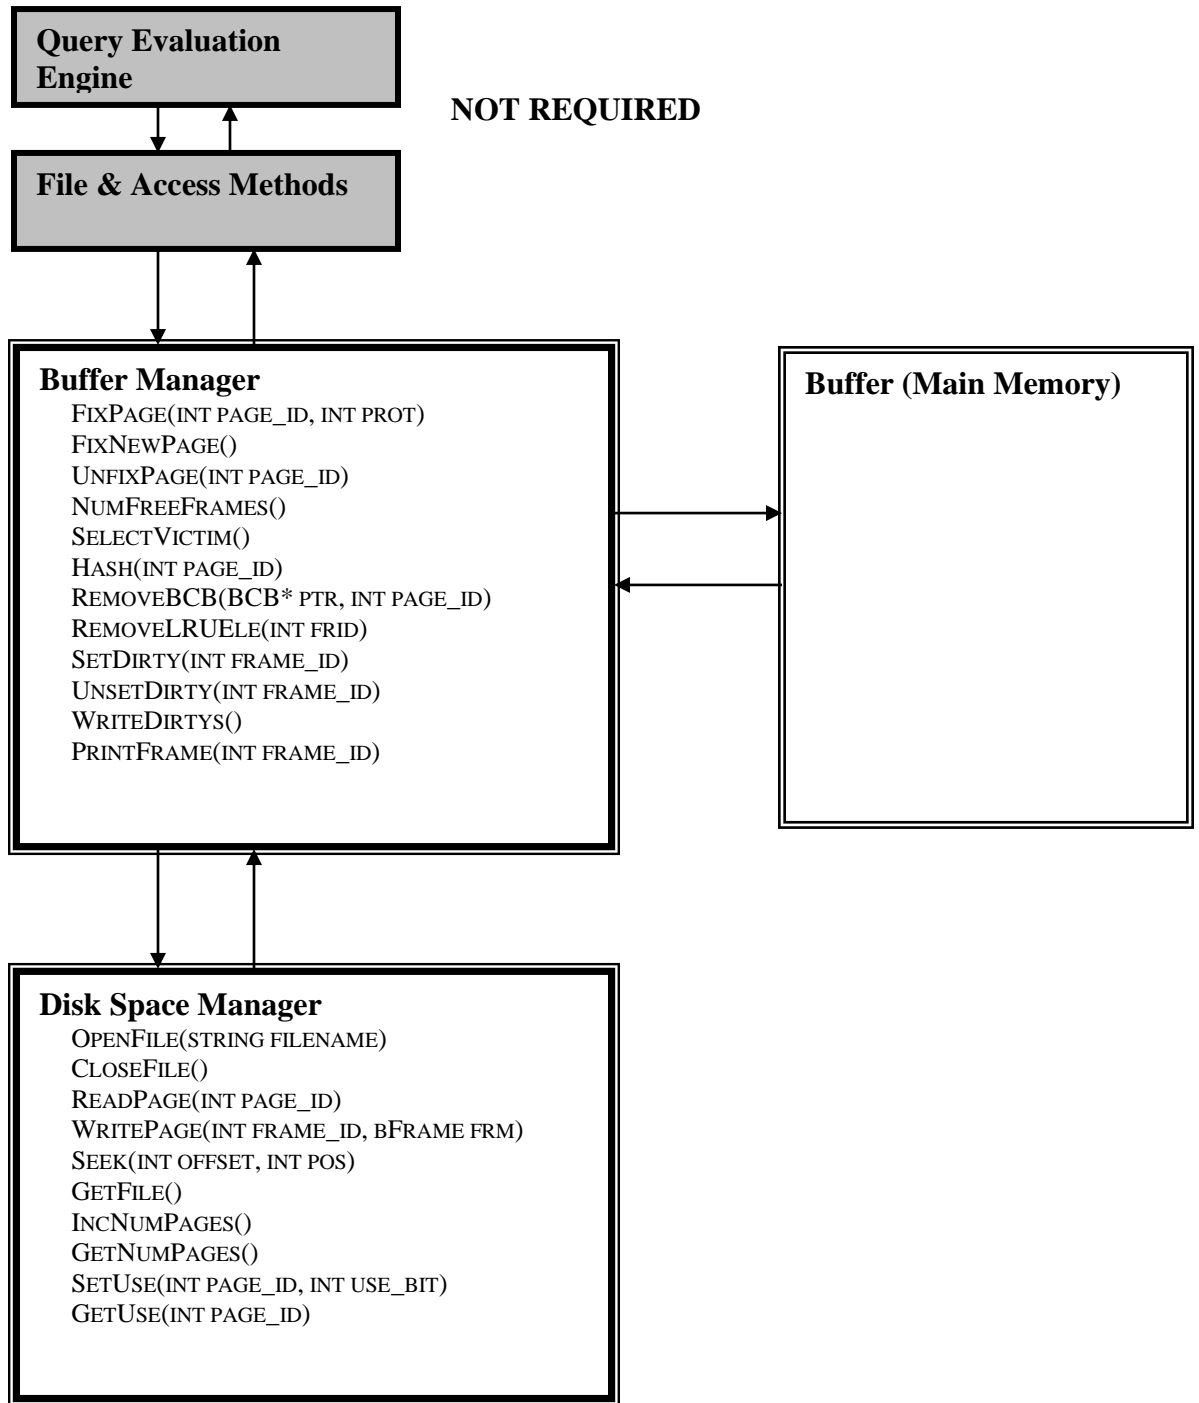 Query Evaluation
Engine
NOT REQUIRED
File & Access Methods
Buffer Manager
FIXPAGE(INT PAGE_ID, INT PROT)
FIXNEWPAGE()
UNFIXPAGE(INT PAGE_ID)
NUMFREEFRAMES()
SELECTVICTIM()
HASH(INT PAGE_ID)
REMOVEBCB(BCB* PTR, INT PAGE_ID)
REMOVELRUELE(INT FRID)
SETDIRTY(INT FRAME_ID)
UNSETDIRTY(INT FRAME_ID)
WRITEDIRTYS()
PRINTFRAME(INT FRAME_ID)
Buffer (Main Memory)
Disk Space Manager
OPENFILE(STRING FILENAME)
CLOSEFILE()
READPAGE(INT PAGE_ID)
WRITEPAGE(INT FRAME_ID, BFRAME FRM)
SEEK(INT OFFSET, INT POS)
GETFILE()
INCNUMPAGES()
GETNUMPAGES()
SETUSE(INT PAGE_ID, INT USE_BIT)
GETUSE(INT PAGE_ID)